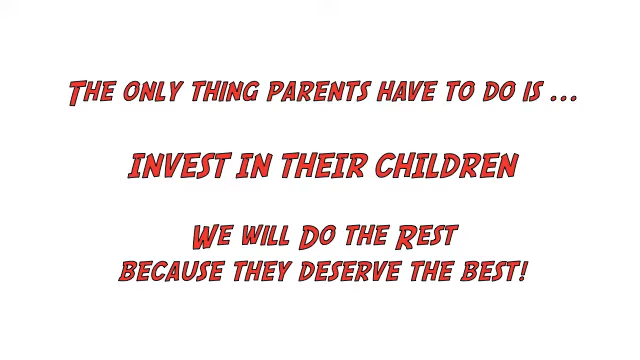 The only thing parents have to do is ...
invest in their children
We will Do the Rest
because they deserve the best!